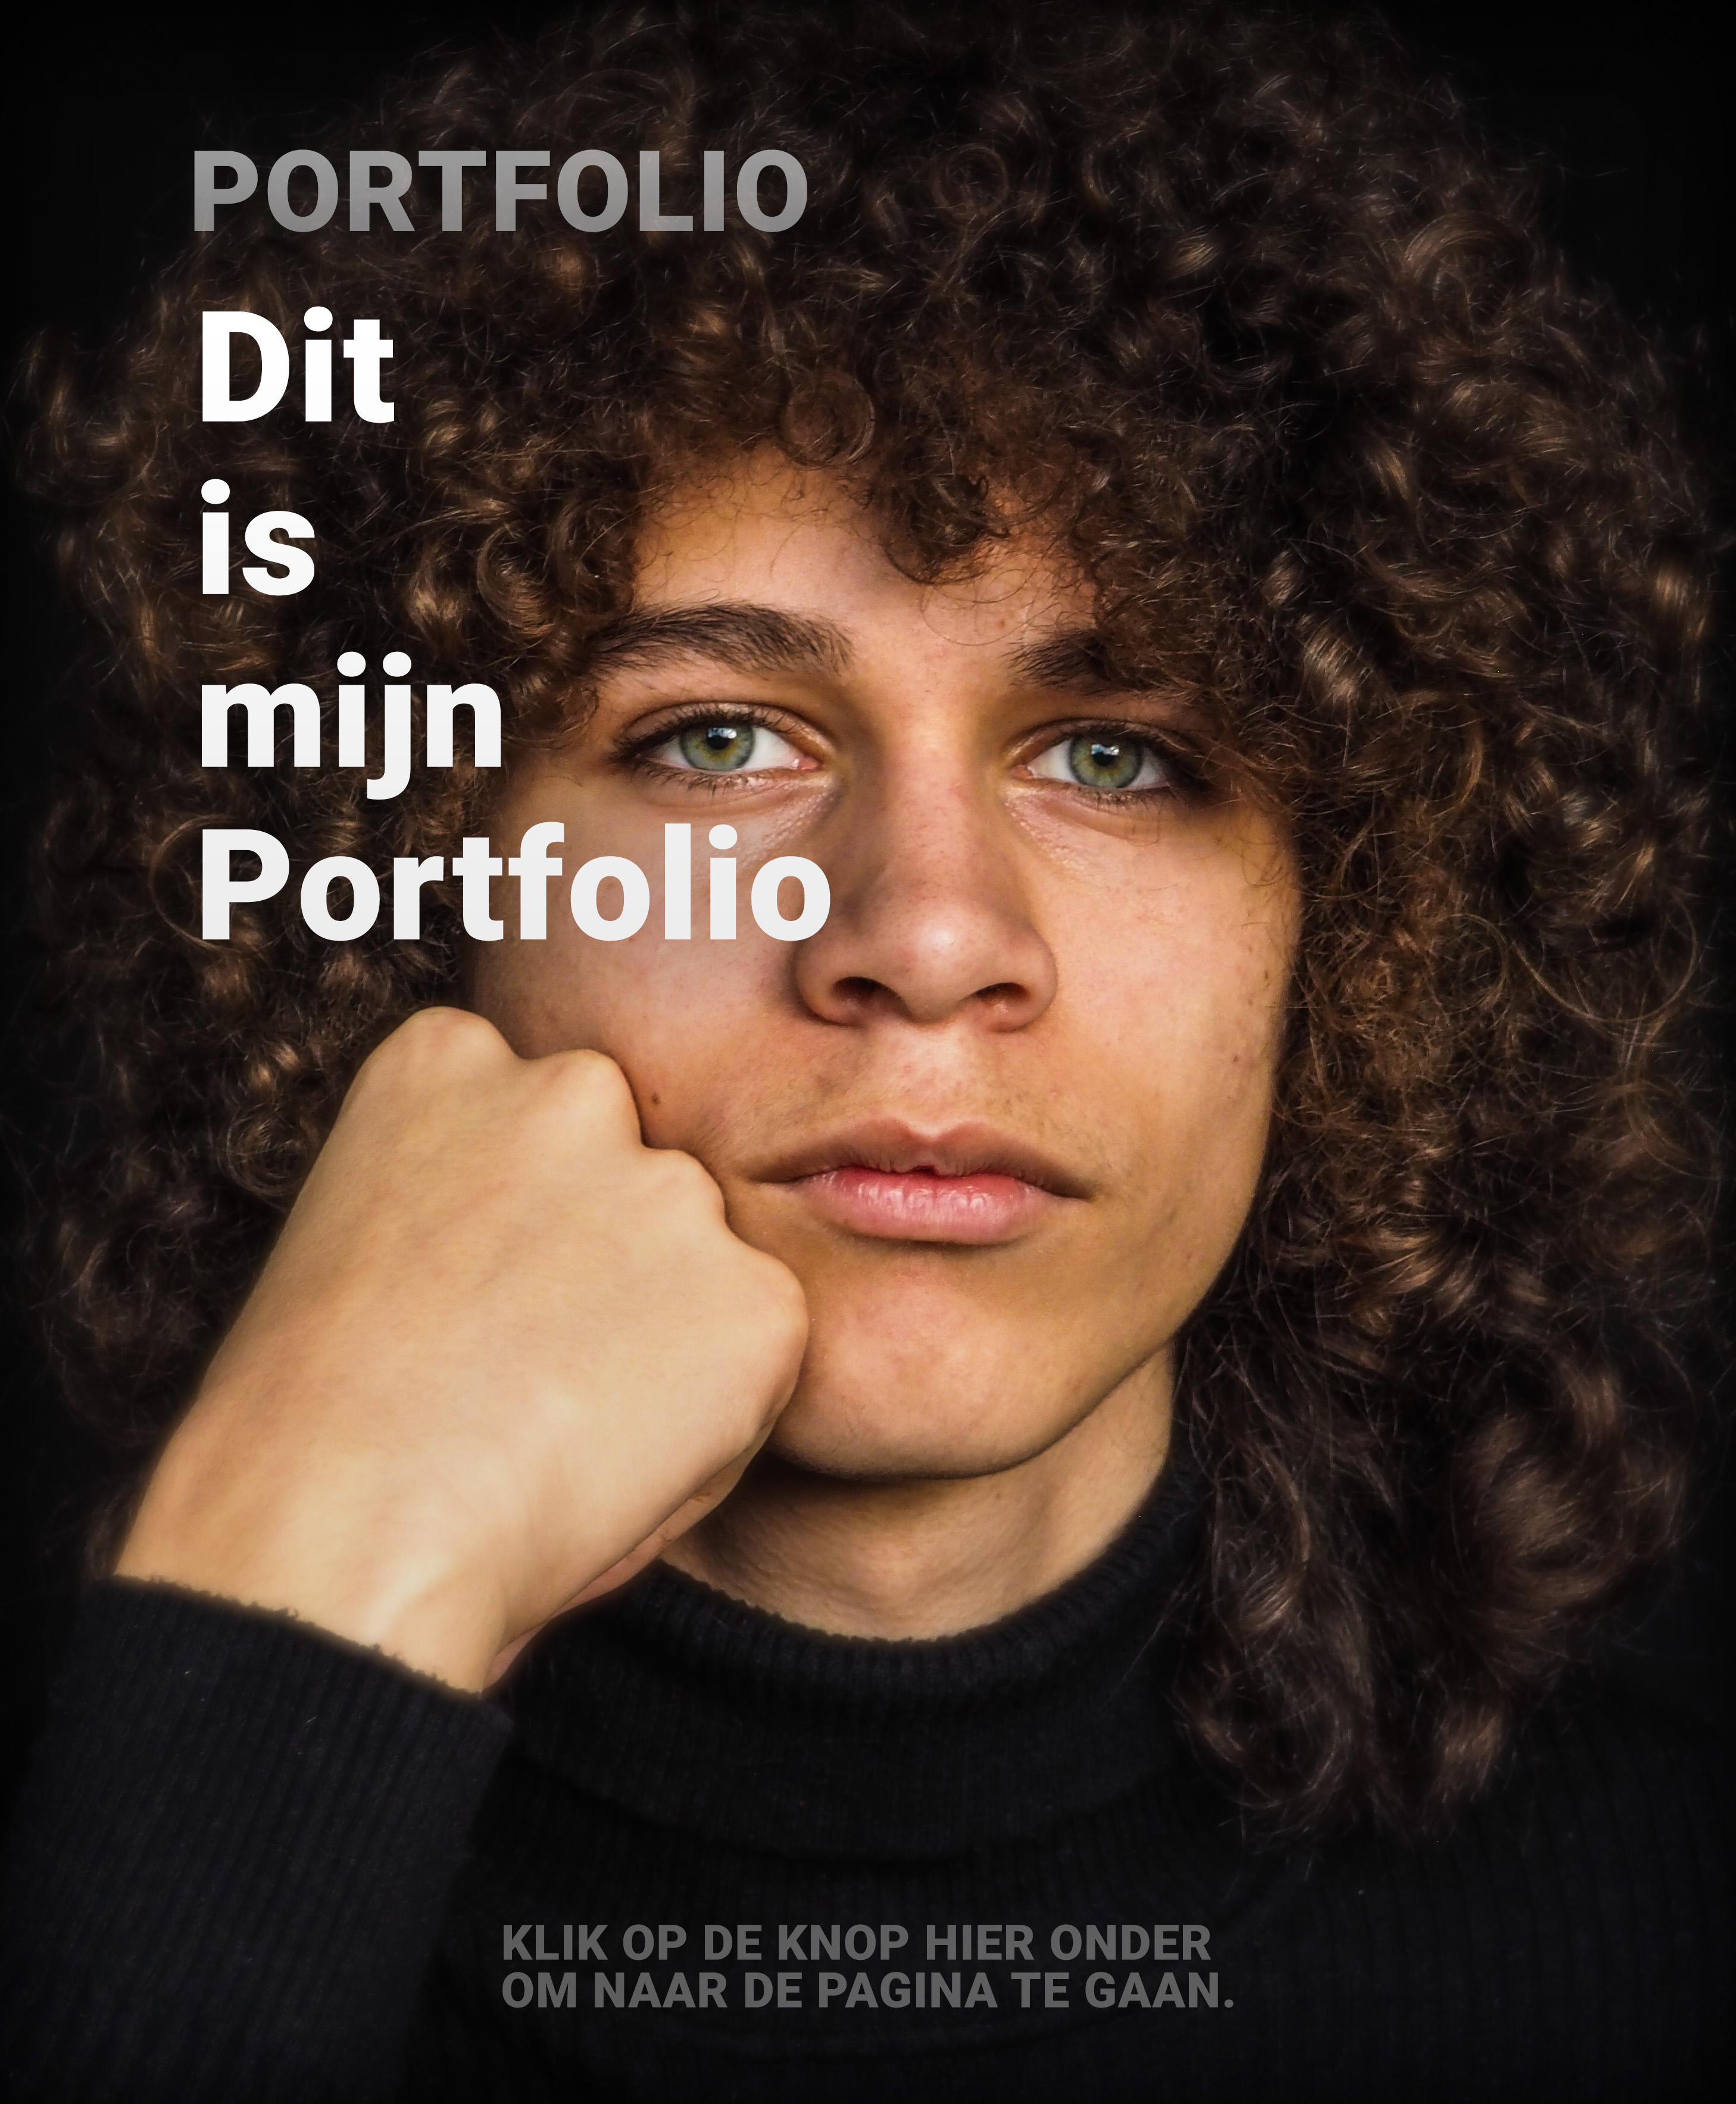 PORTFOLIO
Dit
is
mijn
Portfolio
KLIK OP DE KNOP HIER ONDER
OM NAAR DE PAGINA TE GAAN.